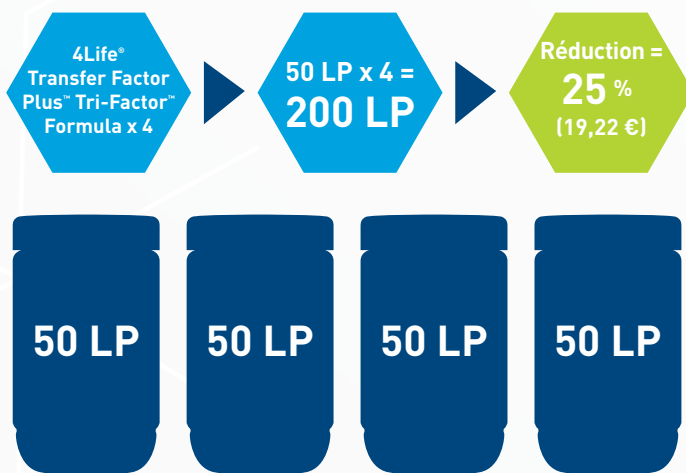 4Life®
Transfer Factor
Plus™ Tri-Factor™
Formula x 4
50 LP x 4 =
200 LP
Réduction =
25 %
(19,22 €)
50 LP
50 LP
50 LP
50 LP